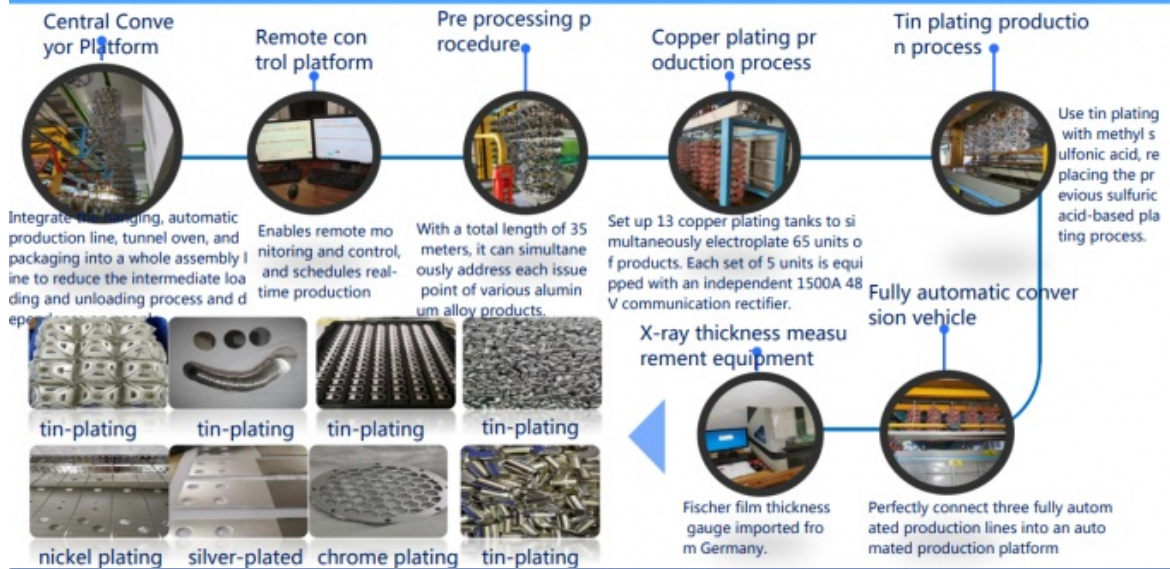 Central Conve
yor Platform
Remote con
trol platform
Pre processing p
rocedure
Copper plating pr
oduction process
Tin plating productio
n process
Integrate the hanging, automatic
production line, tunnel oven, and
packaging into a whole assembly l
ine to reduce the intermediate loa
ding and unloading process and d
Enables remote mo
nitoring and control,
and schedules real-
time production
With a total length of 35
meters, it can simultane
ously address each issue
point of various alumin
um alloy products.
Set up 13 copper plating tanks to si
multaneously electroplate 65 units o
f products. Each set of 5 units is equi
pped with an independent 1500A 48
V communication rectifier.
Use tin plating
with methyl s
ulfonic acid, re
placing the pr
evious sulfuric
acid-based pla
ting process.
Fully automatic conver
sion vehicle
X-ray thickness measu
rement equipment
tin-plating
tin-plating
tin-plating
tin-plating
nickel plating
silver-plated
chrome plating
tin-plating
Fischer film thickness
gauge imported fro
m Germany.
Perfectly connect three fully autom
ated production lines into an auto
mated production platform